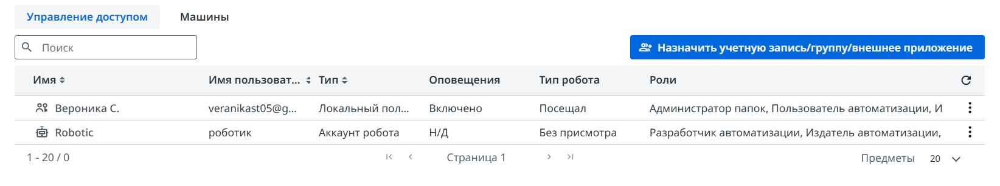 Управление доступом Машины
Поиск Назначить учетную запись/группу/внешнее приложение
Имя Имя пользоват... Тип Оповещения Тип робота Роли
Вероника С. veranikast05@g... Локальный пол... Включено Посещал Администратор папок, Пользователь автоматизации, И
Robotic роботик Аккаунт робота Н/Д Без присмотра Разработчик автоматизации, Издатель автоматизации,
1 - 20 / 0 Страница 1 Предметы 20